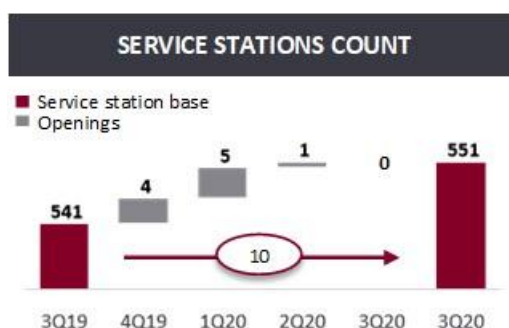 SERVICE STATIONS COUNT
Service station base
Openings
541
4
5
1
0
551
10
3Q19 4Q19 1Q20 2Q20 3Q20 3Q20